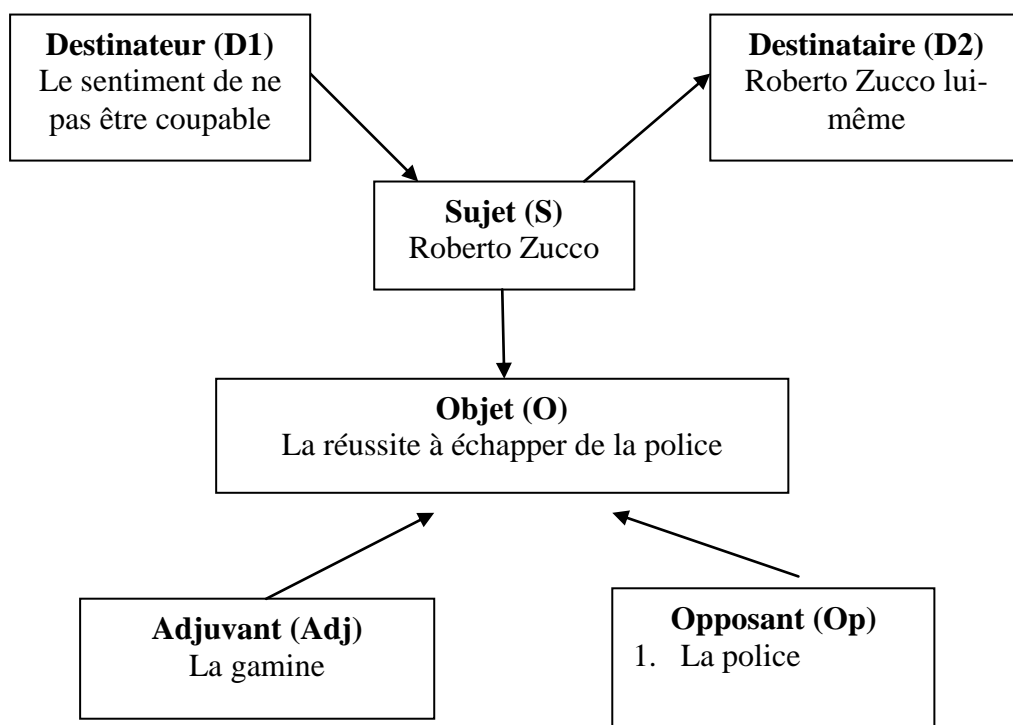 Destinateur (D1)
Le sentiment de ne
pas être coupable
Destinataire (D2)
Roberto Zucco lui-
même
Sujet (S)
Roberto Zucco
Objet (O)
La réussite à échapper de la police
Adjuvant (Adj)
La gamine
Opposant (Op)
1. La police